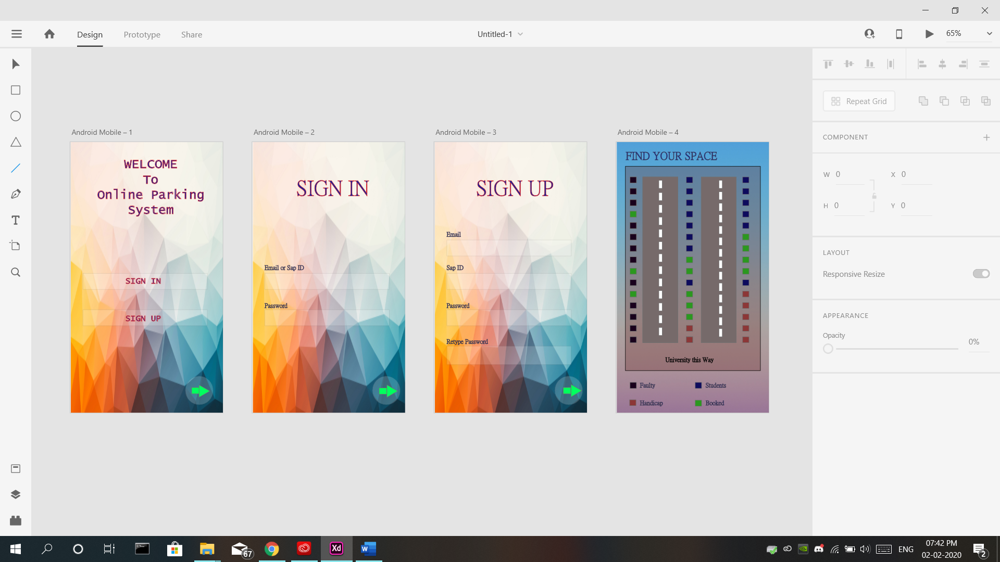 Design
Prototype
Share
Untitled-1
65%
Repeat Grid
COMPONENT
W 0
X 0
H 0
Y 0
LAYOUT
Responsive Resize
APPEARANCE
Opacity
0%
Android Mobile – 1
WELCOME
To
Online Parking
System
SIGN IN
SIGN UP
Android Mobile – 2
SIGN IN
Email or Sap ID
Password
Android Mobile – 3
SIGN UP
Email
Sap ID
Password
Retype Password
Android Mobile – 4
FIND YOUR SPACE
University this Way
Faulty
Students
Handicap
Booked
67
Xd
W
ENG
07:42 PM
02-02-2020
2